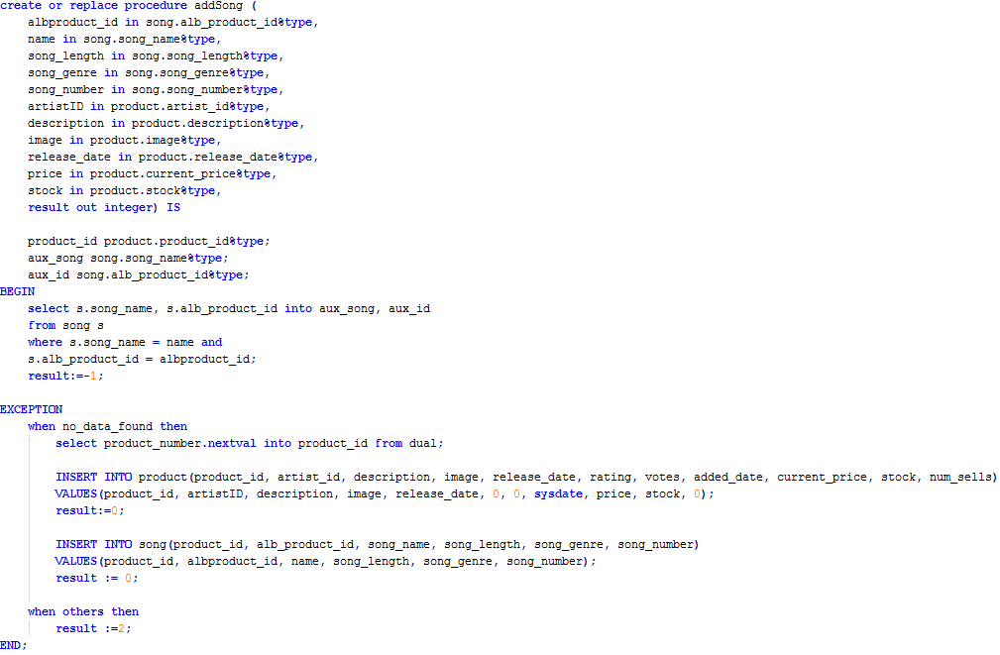 create or replace procedure addSong (
    albproduct_id in song.alb_product_id%type,
    name in song.song_name%type,
    song_length in song.song_length%type,
    song_genre in song.song_genre%type,
    song_number in song.song_number%type,
    artistID in product.artist_id%type,
    description in product.description%type,
    image in product.image%type,
    release_date in product.release_date%type,
    price in product.current_price%type,
    stock in product.stock%type,
    result out integer) IS

    product_id product.product_id%type;
    aux_song song.song_name%type;
    aux_id song.alb_product_id%type;
BEGIN
    select s.song_name, s.alb_product_id into aux_song, aux_id
    from song s
    where s.song_name = name and
    s.alb_product_id = albproduct_id;
    result:=-1;

EXCEPTION
    when no_data_found then
        select product_number.nextval into product_id from dual;

        INSERT INTO product(product_id, artist_id, description, image, release_date, rating, votes, added_date, current_price, stock, num_sells)
        VALUES(product_id, artistID, description, image, release_date, 0, 0, sysdate, price, stock, 0);
        result:=0;

        INSERT INTO song(product_id, alb_product_id, song_name, song_length, song_genre, song_number)
        VALUES(product_id, albproduct_id, name, song_length, song_genre, song_number);
        result := 0;

    when others then
        result :=2;
END;